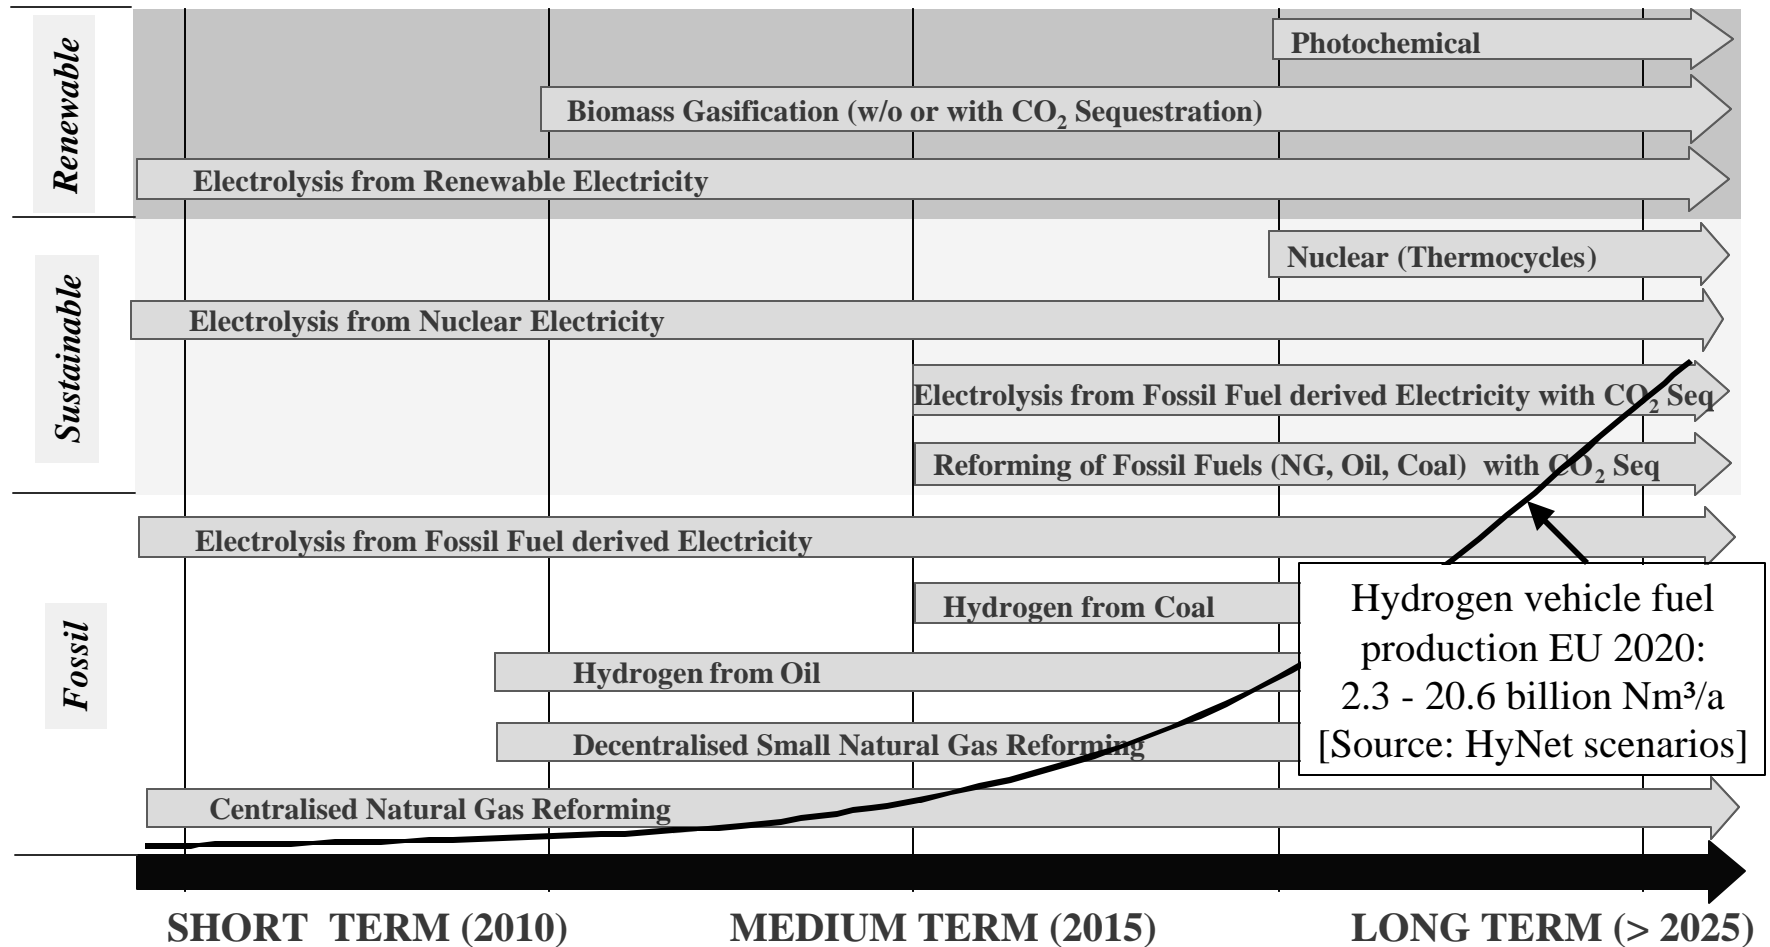 Renewable
Photochemical
Biomass Gasification (w/o or with CO₂ Sequestration)
Electrolysis from Renewable Electricity
Sustainable
Nuclear (Thermocycles)
Electrolysis from Nuclear Electricity
Electrolysis from Fossil Fuel derived Electricity with CO₂ Seq
Reforming of Fossil Fuels (NG, Oil, Coal) with CO₂ Seq
Fossil
Electrolysis from Fossil Fuel derived Electricity
Hydrogen from Coal
Hydrogen from Oil
Decentralised Small Natural Gas Reforming
Centralised Natural Gas Reforming
Hydrogen vehicle fuel
production EU 2020:
2.3 - 20.6 billion Nm³/a
[Source: HyNet scenarios]
SHORT TERM (2010) MEDIUM TERM (2015) LONG TERM (> 2025)